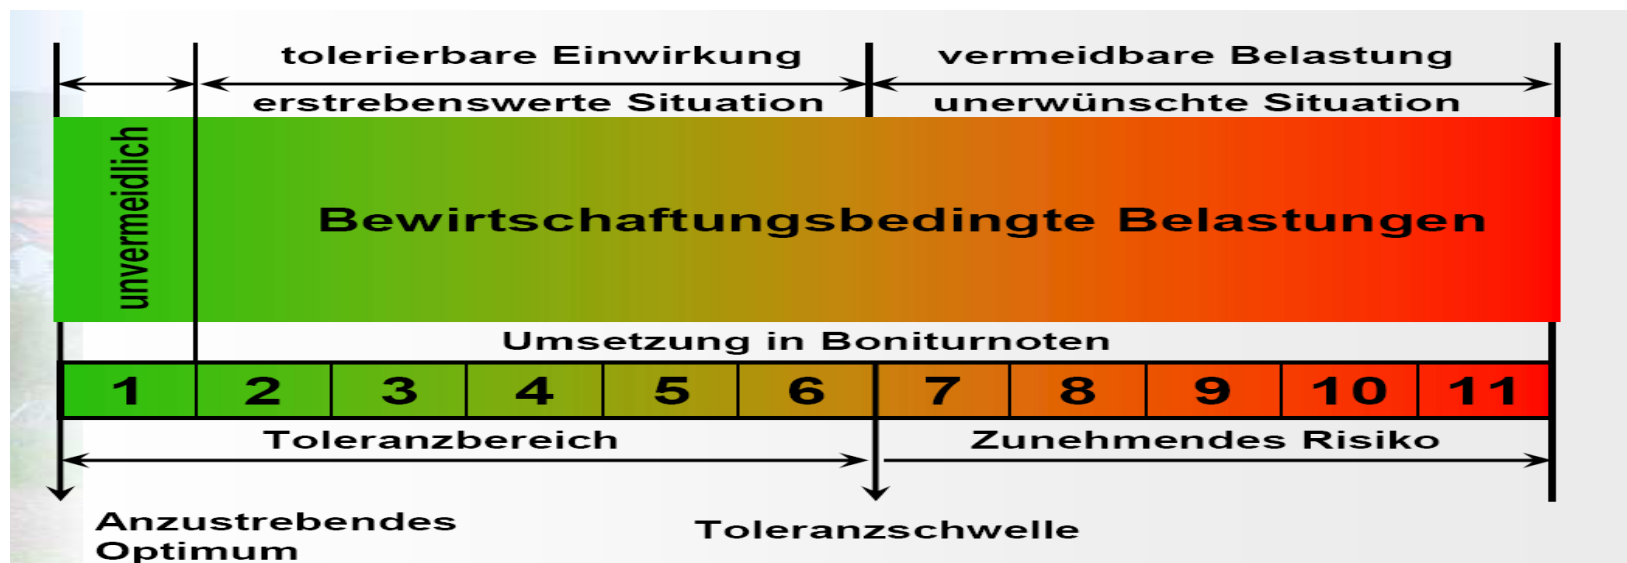 tolerierbare Einwirkung
vermeidbare Belastung
erstrebenswerte Situation
unerwünschte Situation
unvermeidlich
Bewirtschaftungsbedingte Belastungen
Umsetzung in Boniturnoten
1 2 3 4 5 6 7 8 9 10 11
Toleranzbereich
Zunehmendes Risiko
Anzustrebendes
Optimum
Toleranzschwelle